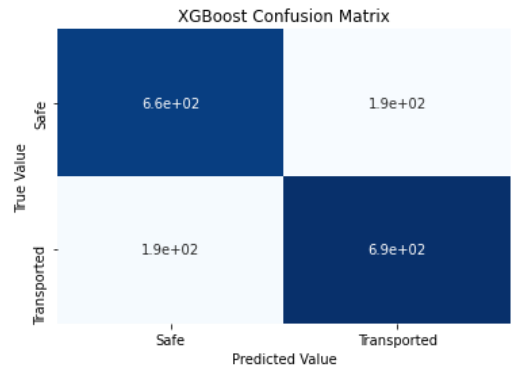 XGBoost Confusion Matrix
True Value
Safe
6.6e+02
1.9e+02
Transported
1.9e+02
6.9e+02
Safe
Transported
Predicted Value